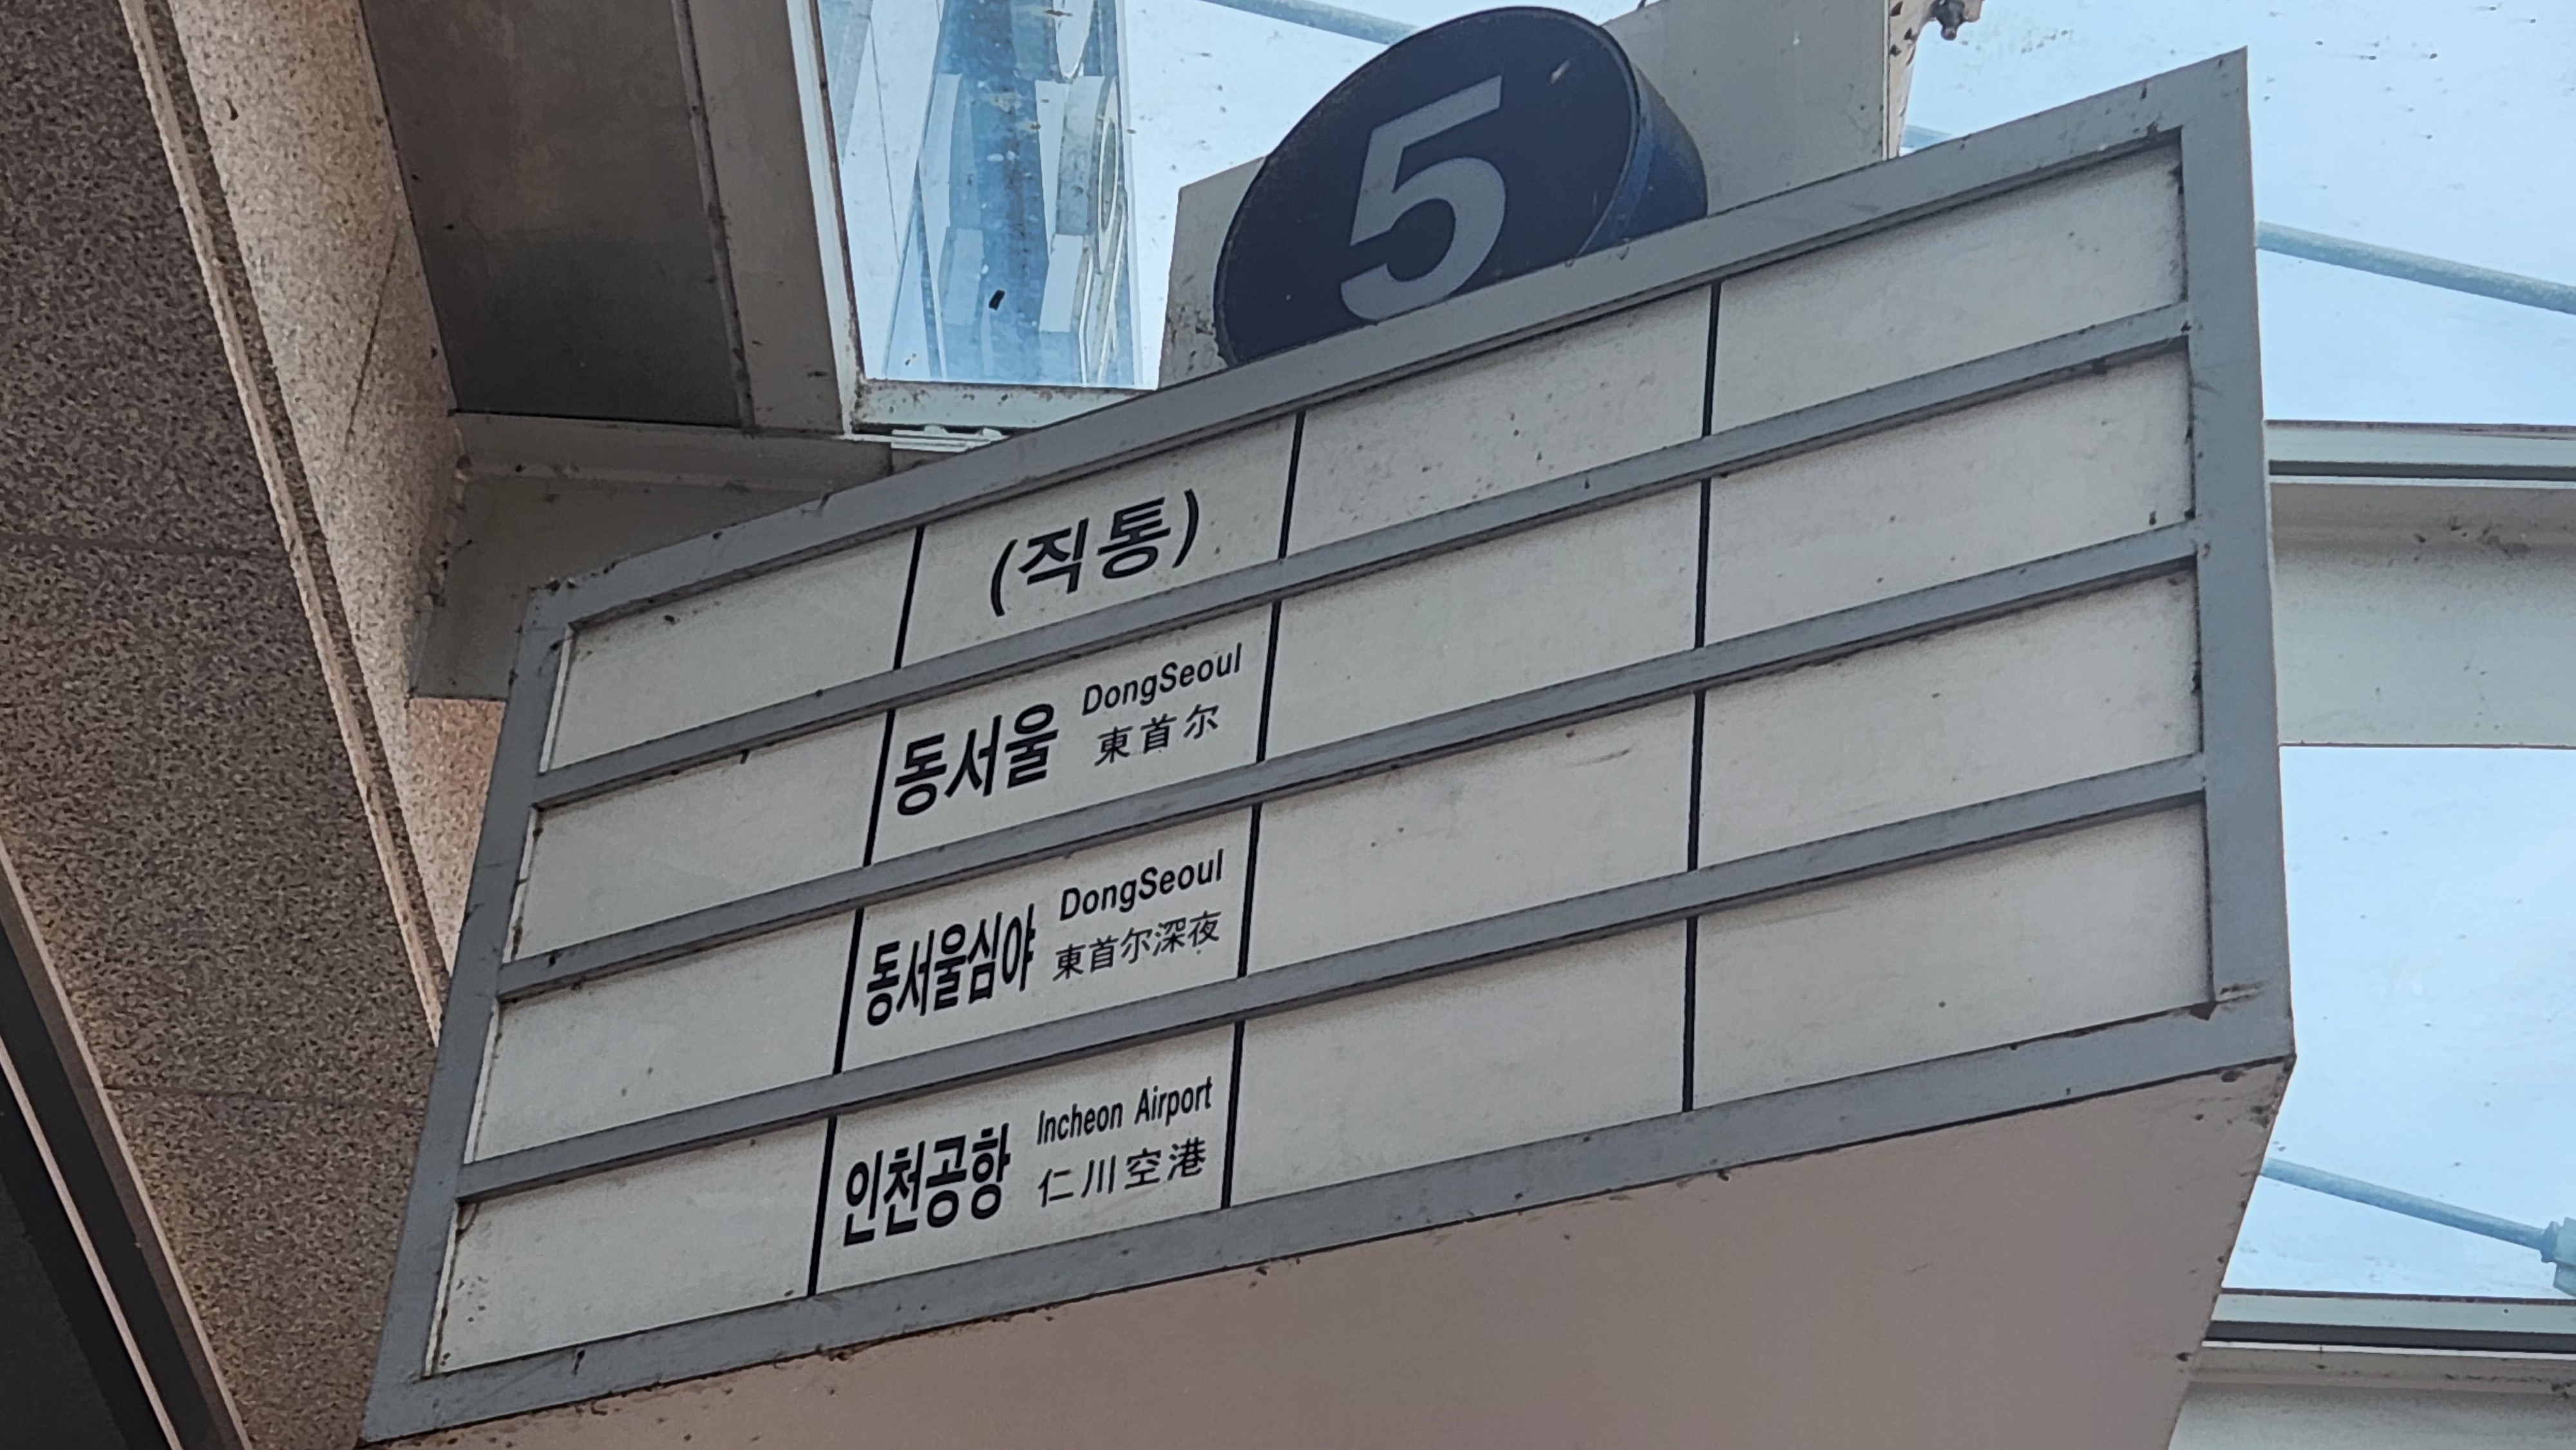 5
(직통)
동서울 DongSeoul
東首尔
동서울심야 DongSeoul
東首尔深夜
인천공항 Incheon Airport
仁川空港